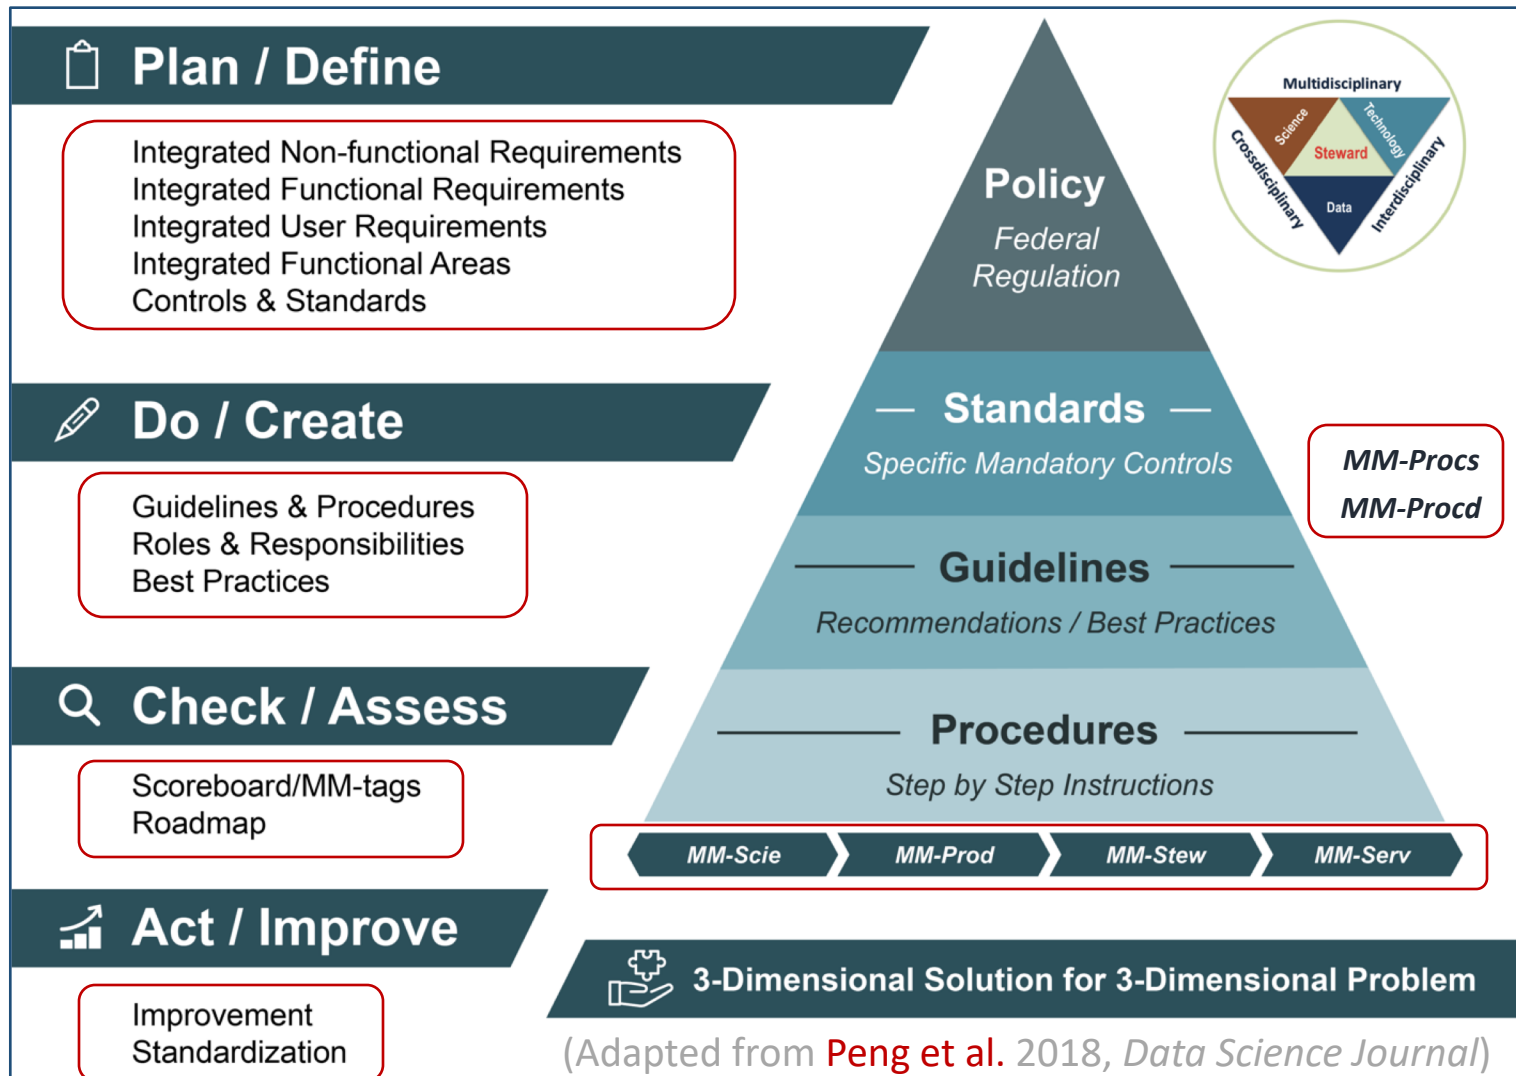 Plan / Define
Integrated Non-functional Requirements
Integrated Functional Requirements
Integrated User Requirements
Integrated Functional Areas
Controls & Standards
Do / Create
Guidelines & Procedures
Roles & Responsibilities
Best Practices
Check / Assess
Scoreboard/MM-tags
Roadmap
Act / Improve
Improvement
Standardization
Policy
Federal
Regulation
Standards
Specific Mandatory Controls
Guidelines
Recommendations / Best Practices
Procedures
Step by Step Instructions
MM-Scie
MM-Prod
MM-Stew
MM-Serv
Multidisciplinary
Science
Technology
Steward
Crossdisciplinary
Interdisciplinary
Data
MM-Procs
MM-Procd
3-Dimensional Solution for 3-Dimensional Problem
(Adapted from Peng et al. 2018, Data Science Journal)